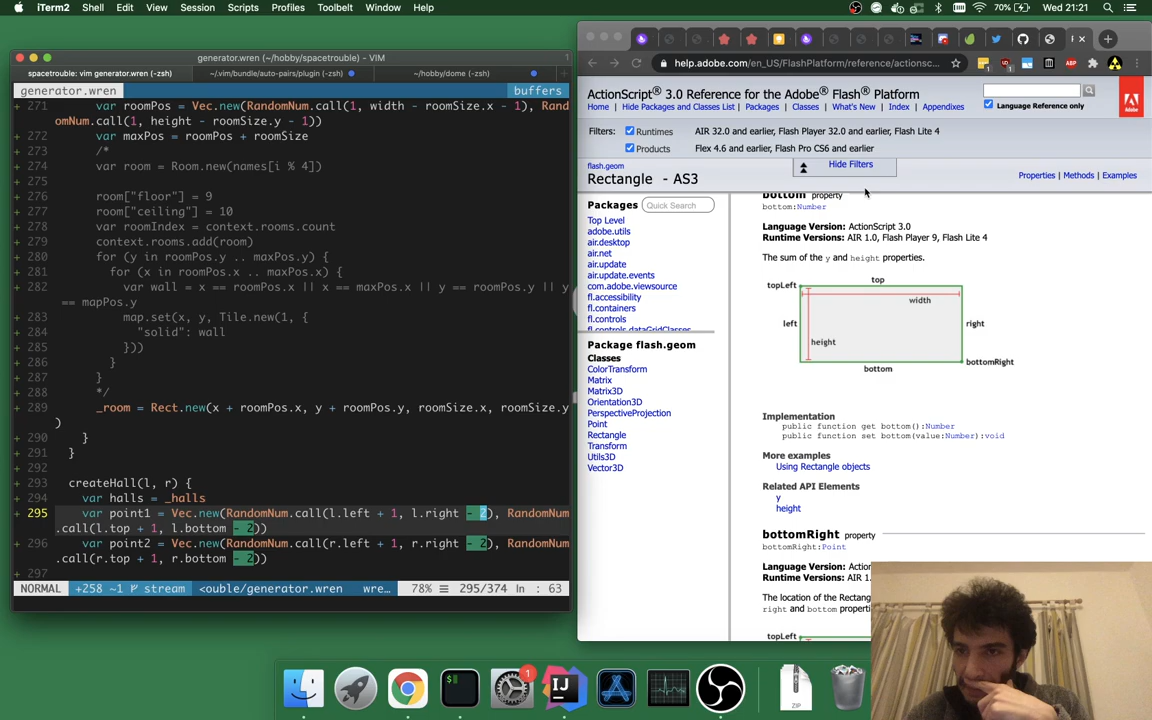 iTerm2 Shell Edit View Session Scripts Profiles Toolbelt Window Help 70% Wed 21:21
~/hobby/spacetrouble: vim generator.wren — VIM
spacetrouble: vim generator.wren (-zsh) ~/.vim/bundle/auto-pairs/plugin (-zsh) ~/hobby/dome (-zsh)
generator.wren buffers
+ 271 var roomPos = Vec.new(RandomNum.call(1, width - roomSize.x - 1), Rand
omNum.call(1, height - roomSize.y - 1))
+ 272 var maxPos = roomPos + roomSize
+ 273 /*
+ 274 var room = Room.new(names[i % 4])
+ 275
+ 276 room["floor"] = 9
+ 277 room["ceiling"] = 10
+ 278 var roomIndex = context.rooms.count
+ 279 context.rooms.add(room)
+ 280 for (y in roomPos.y .. maxPos.y) {
+ 281 for (x in roomPos.x .. maxPos.x) {
+ 282 var wall = x == roomPos.x || x == maxPos.x || y == roomPos.y || y
== mapPos.y
+ 283 map.set(x, y, Tile.new(1, {
+ 284 "solid": wall
+ 285 }))
+ 286 }
+ 287 }
+ 288 */
+ 289 _room = Rect.new(x + roomPos.x, y + roomPos.y, roomSize.x, roomSize.y
)
+ 290 }
+ 291 }
+ 292
+ 293 createHall(l, r) {
+ 294 var halls = _halls
+ 295 var point1 = Vec.new(RandomNum.call(l.left + 1, l.right - 2), RandomNum
.call(l.top + 1, l.bottom - 2))
+ 296 var point2 = Vec.new(RandomNum.call(r.left + 1, r.right - 2), RandomNum
.call(r.top + 1, r.bottom - 2))
+ 297
NORMAL +258 ~1 stream <ouble/generator.wren wre… 78% 295/374 ln : 63
help.adobe.com/en_US/FlashPlatform/reference/actionsc...
ActionScript® 3.0 Reference for the Adobe® Flash® Platform
Home | Hide Packages and Classes List | Packages | Classes | What's New | Index | Appendixes
Language Reference only
Filters: Runtimes AIR 32.0 and earlier, Flash Player 32.0 and earlier, Flash Lite 4
Products Flex 4.6 and earlier, Flash Pro CS6 and earlier
Hide Filters
flash.geom
Rectangle - AS3
Properties | Methods | Examples
Packages Quick Search
Top Level
adobe.utils
air.desktop
air.net
air.update
air.update.events
com.adobe.viewsource
fl.accessibility
fl.containers
fl.controls
fl.controls.dataGridClasses
Package flash.geom
Classes
ColorTransform
Matrix
Matrix3D
Orientation3D
PerspectiveProjection
Point
Rectangle
Transform
Utils3D
Vector3D
bottom property
bottom:Number
Language Version: ActionScript 3.0
Runtime Versions: AIR 1.0, Flash Player 9, Flash Lite 4
The sum of the y and height properties.
top
topLeft
width
left
right
height
bottomRight
bottom
Implementation
public function get bottom():Number
public function set bottom(value:Number):void
More examples
Using Rectangle objects
Related API Elements
y
height
bottomRight property
bottomRight:Point
Language Version: ActionScript 3.0
Runtime Versions: AIR 1.
The location of the Rectang
right and bottom properti
topLeft
1
ZIP